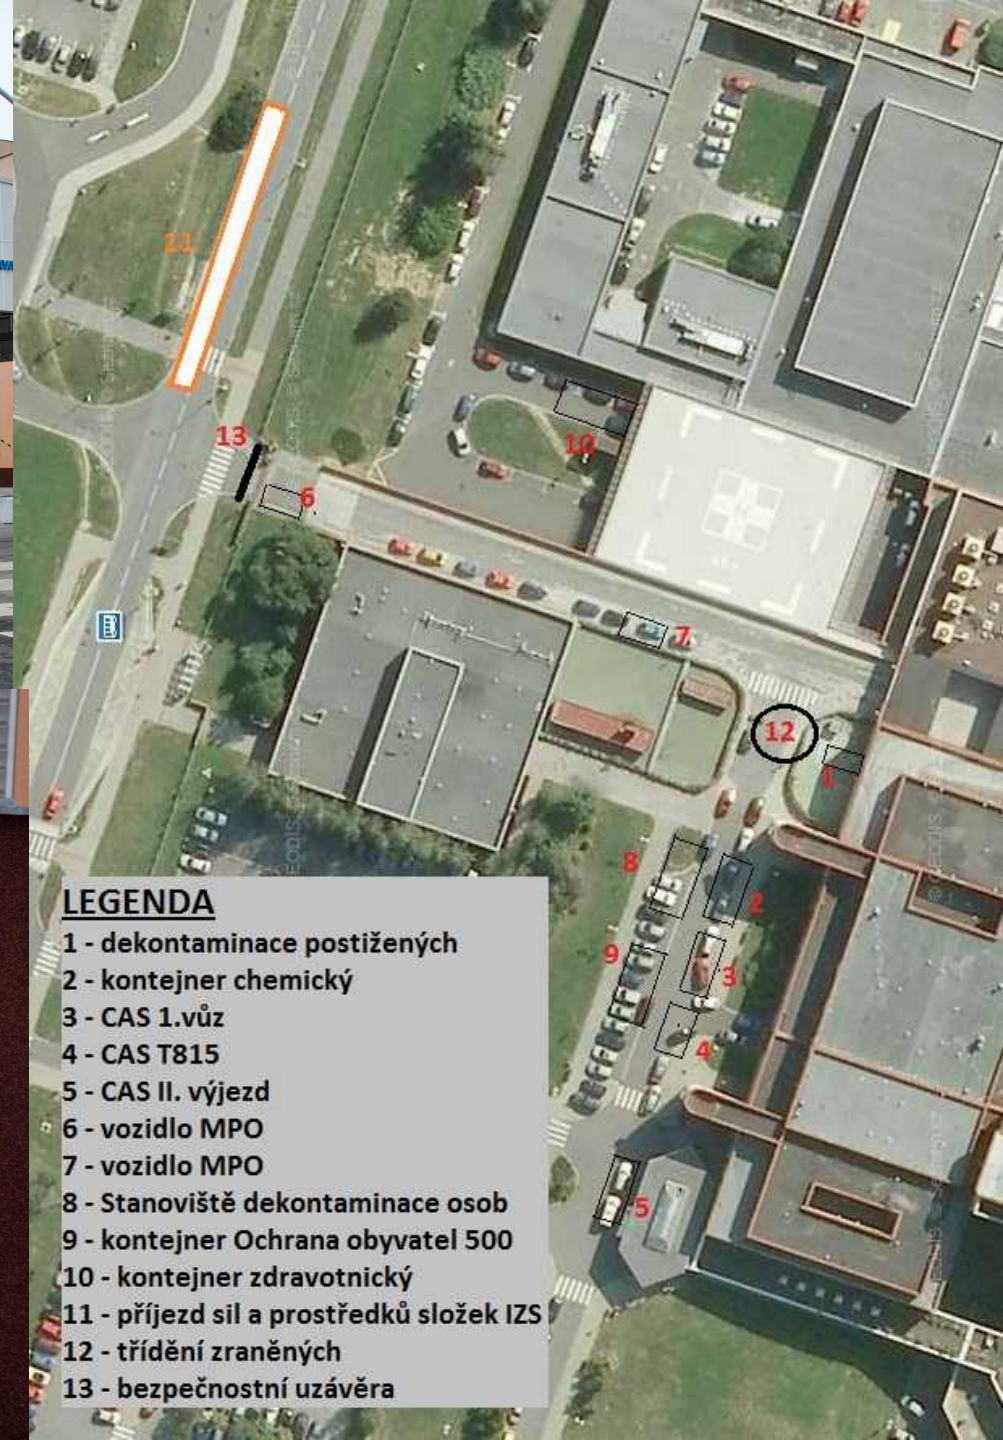 11
13
10
6
7
12
1
8
2
9
3
4
5
LEGENDA
1 - dekontaminace postižených
2 - kontejner chemický
3 - CAS 1.vůz
4 - CAS T815
5 - CAS II. výjezd
6 - vozidlo MPO
7 - vozidlo MPO
8 - Stanoviště dekontaminace osob
9 - kontejner Ochrana obyvatel 500
10 - kontejner zdravotnický
11 - příjezd sil a prostředků složek IZS
12 - třídění zraněných
13 - bezpečnostní uzávěra